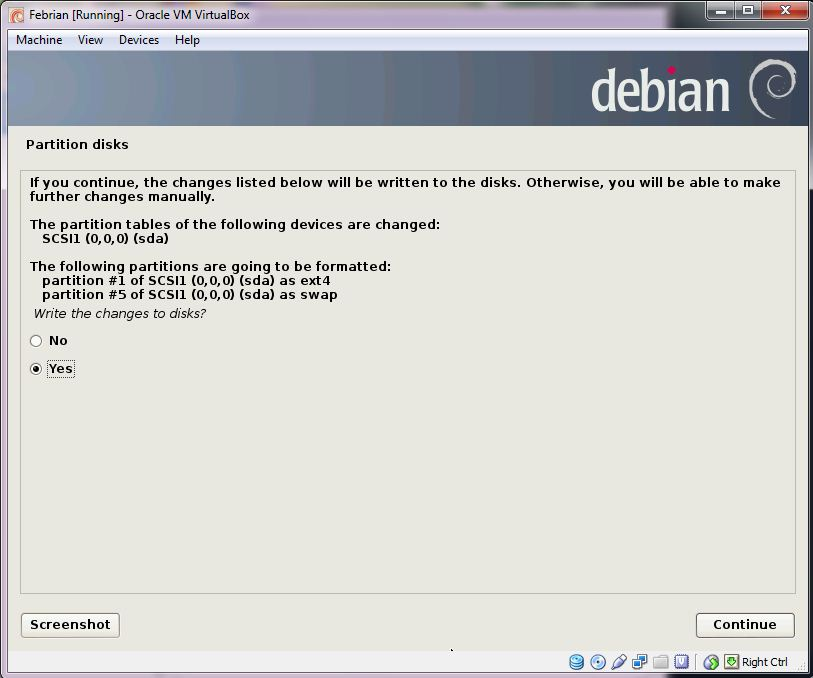 Febrian [Running] - Oracle VM VirtualBox
Machine View Devices Help
debian
Partition disks
If you continue, the changes listed below will be written to the disks. Otherwise, you will be able to make
further changes manually.
The partition tables of the following devices are changed:
SCSI1 (0,0,0) (sda)
The following partitions are going to be formatted:
partition #1 of SCSI1 (0,0,0) (sda) as ext4
partition #5 of SCSI1 (0,0,0) (sda) as swap
Write the changes to disks?
No
Yes
Screenshot Continue
Right Ctrl